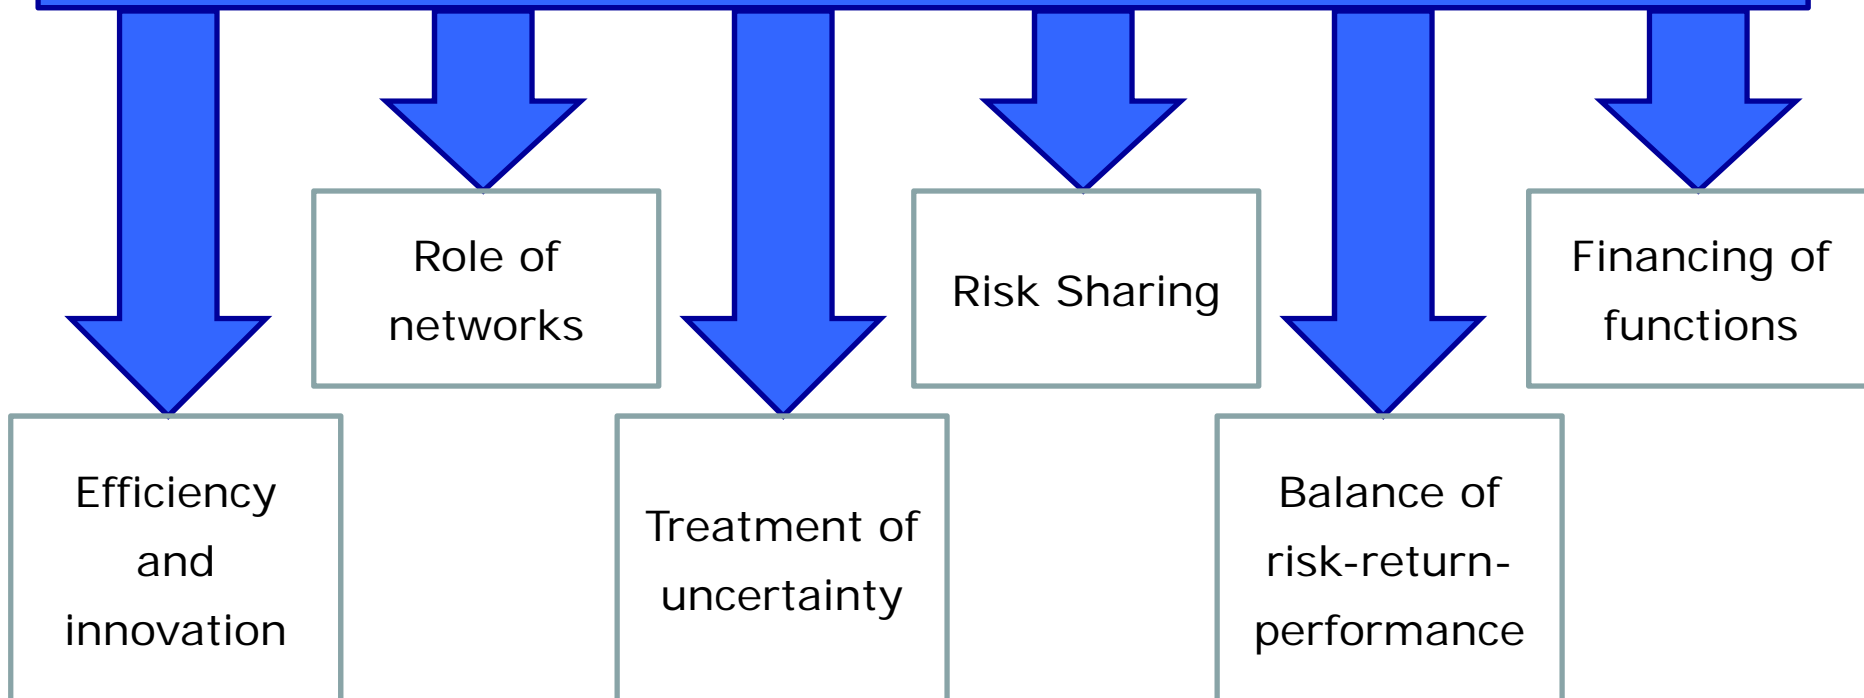 Role of
networks
Risk Sharing
Financing of
functions
Efficiency
and
innovation
Treatment of
uncertainty
Balance of
risk-return-
performance